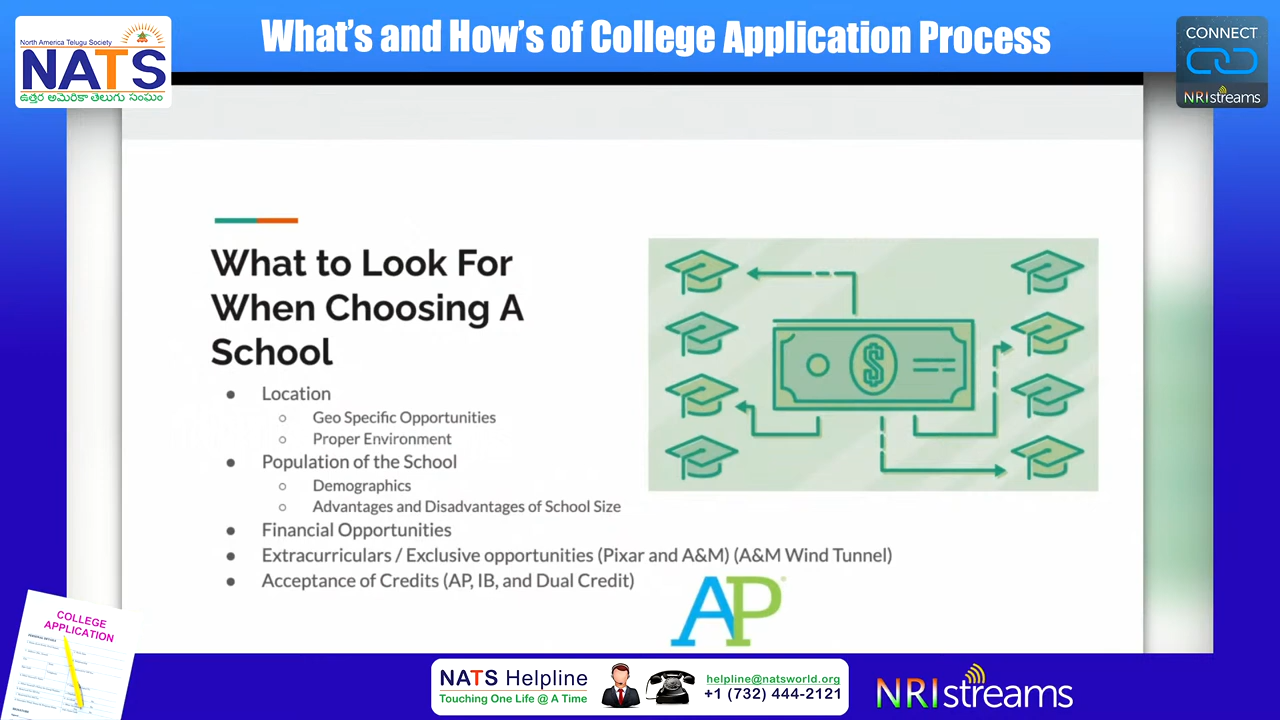 North America Telugu Society
NATS
ఉత్తర అమెరికా తెలుగు సంఘం
What's and How's of College Application Process
CONNECT
NRIstreams
What to Look For
When Choosing A
School
● Location
○ Geo Specific Opportunities
○ Proper Environment
● Population of the School
○ Demographics
○ Advantages and Disadvantages of School Size
● Financial Opportunities
● Extracurriculars / Exclusive opportunities (Pixar and A&M) (A&M Wind Tunnel)
● Acceptance of Credits (AP, IB, and Dual Credit)
$
AP
COLLEGE
APPLICATION
NATS Helpline
Touching One Life @ A Time
helpline@natsworld.org
+1 (732) 444-2121
NRIstreams